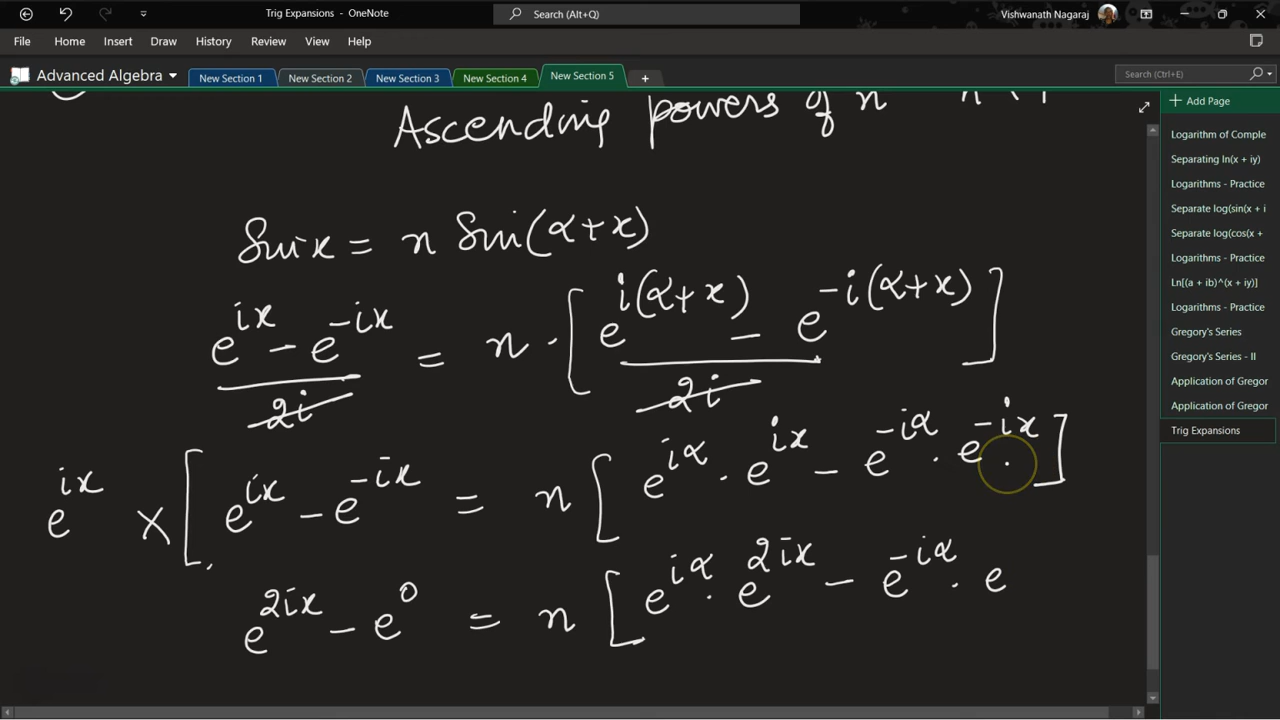 Trig Expansions - OneNote
Search (Alt+Q)
Vishwanath Nagaraj
File Home Insert Draw History Review View Help
Advanced Algebra
New Section 1 New Section 2 New Section 3 New Section 4 New Section 5 +
Search (Ctrl+E)
Add Page
Logarithm of Comple
Separating ln(x + iy)
Logarithms - Practice
Separate log(sin(x + i
Separate log(cos(x +
Logarithms - Practice
Ln[(a + ib)^(x + iy)]
Logarithms - Practice
Gregory's Series
Gregory's Series - II
Application of Gregor
Application of Gregor
Trig Expansions
Ascending powers of n
Sin x = n Sin(α+x)
(e^{ix} - e^{-ix})/2i = n · [(e^{i(α+x)} - e^{-i(α+x)})/2i]
e^{ix} × [e^{ix} - e^{-ix} = n [e^{iα} · e^{ix} - e^{-iα} · e^{-ix}]
e^{2ix} - e^0 = n [e^{iα} · e^{2ix} - e^{-iα} · e